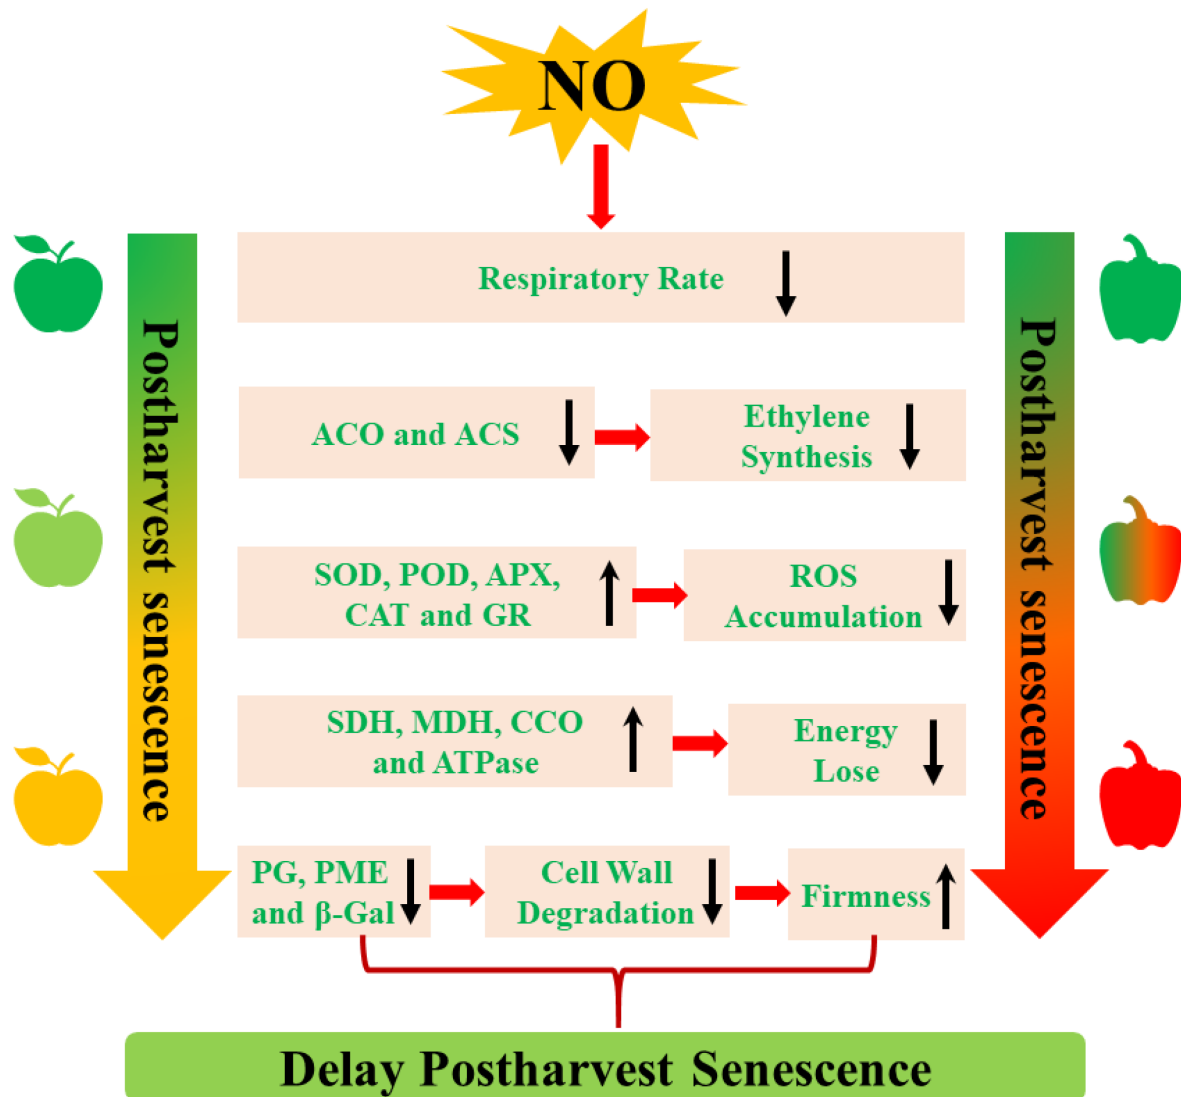 NO
Postharvest senescence
Respiratory Rate
ACO and ACS
Ethylene
Synthesis
SOD, POD, APX,
CAT and GR
ROS
Accumulation
SDH, MDH, CCO
and ATPase
Energy
Lose
PG, PME
and β-Gal
Cell Wall
Degradation
Firmness
Postharvest senescence
Delay Postharvest Senescence